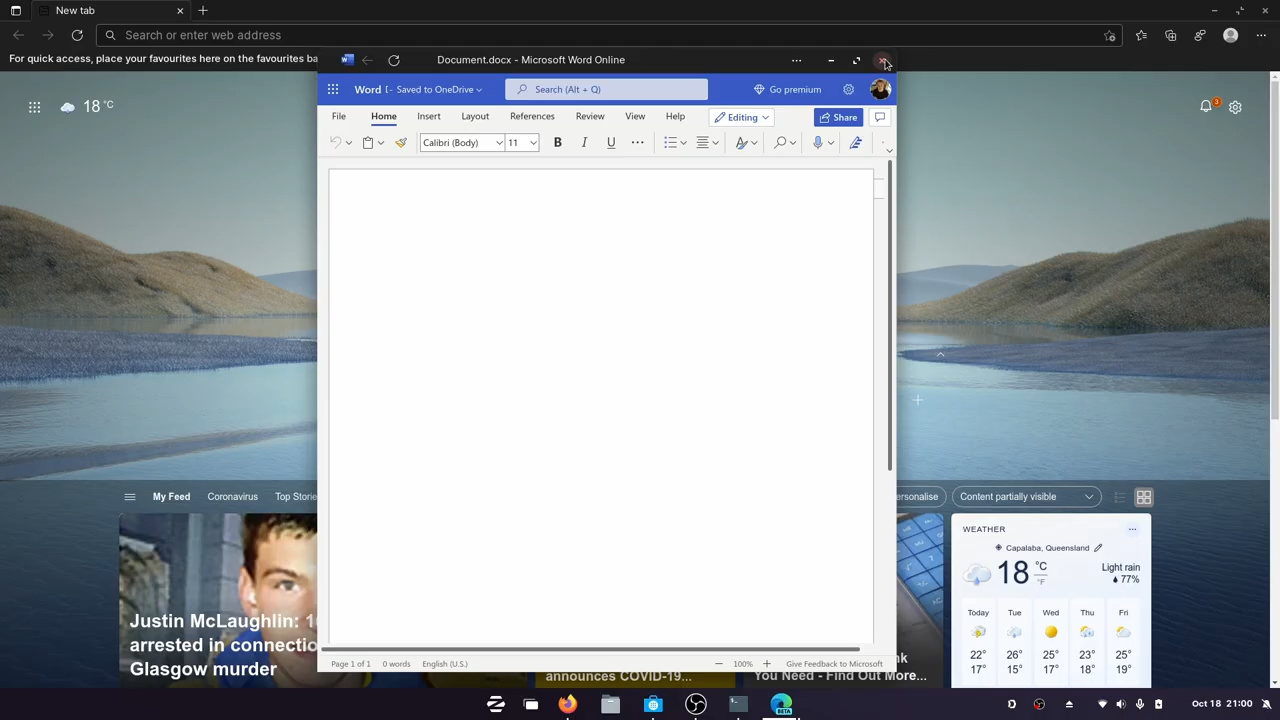 New tab
Search or enter web address
For quick access, place your favourites here on the favourites ba
Document.docx - Microsoft Word Online
18 °C
3
Word
- Saved to OneDrive
Search (Alt + Q)
Go premium
File
Home
Insert
Layout
References
Review
View
Help
Editing
Share
Calibri (Body)
11
B
I
U
My Feed
Coronavirus
Top Storie
ersonalise
Content partially visible
Justin McLaughlin: 1
arrested in connectio
Glasgow murder
announces COVID-19...
You Need - Find Out More...
WEATHER
Capalaba, Queensland
18 °C
°F
Light rain
77%
Today
Tue
Wed
Thu
Fri
22°
26°
25°
23°
25°
17°
15°
17°
18°
19°
Page 1 of 1
0 words
English (U.S.)
100%
Give Feedback to Microsoft
BETA
D
Oct 18 21:00